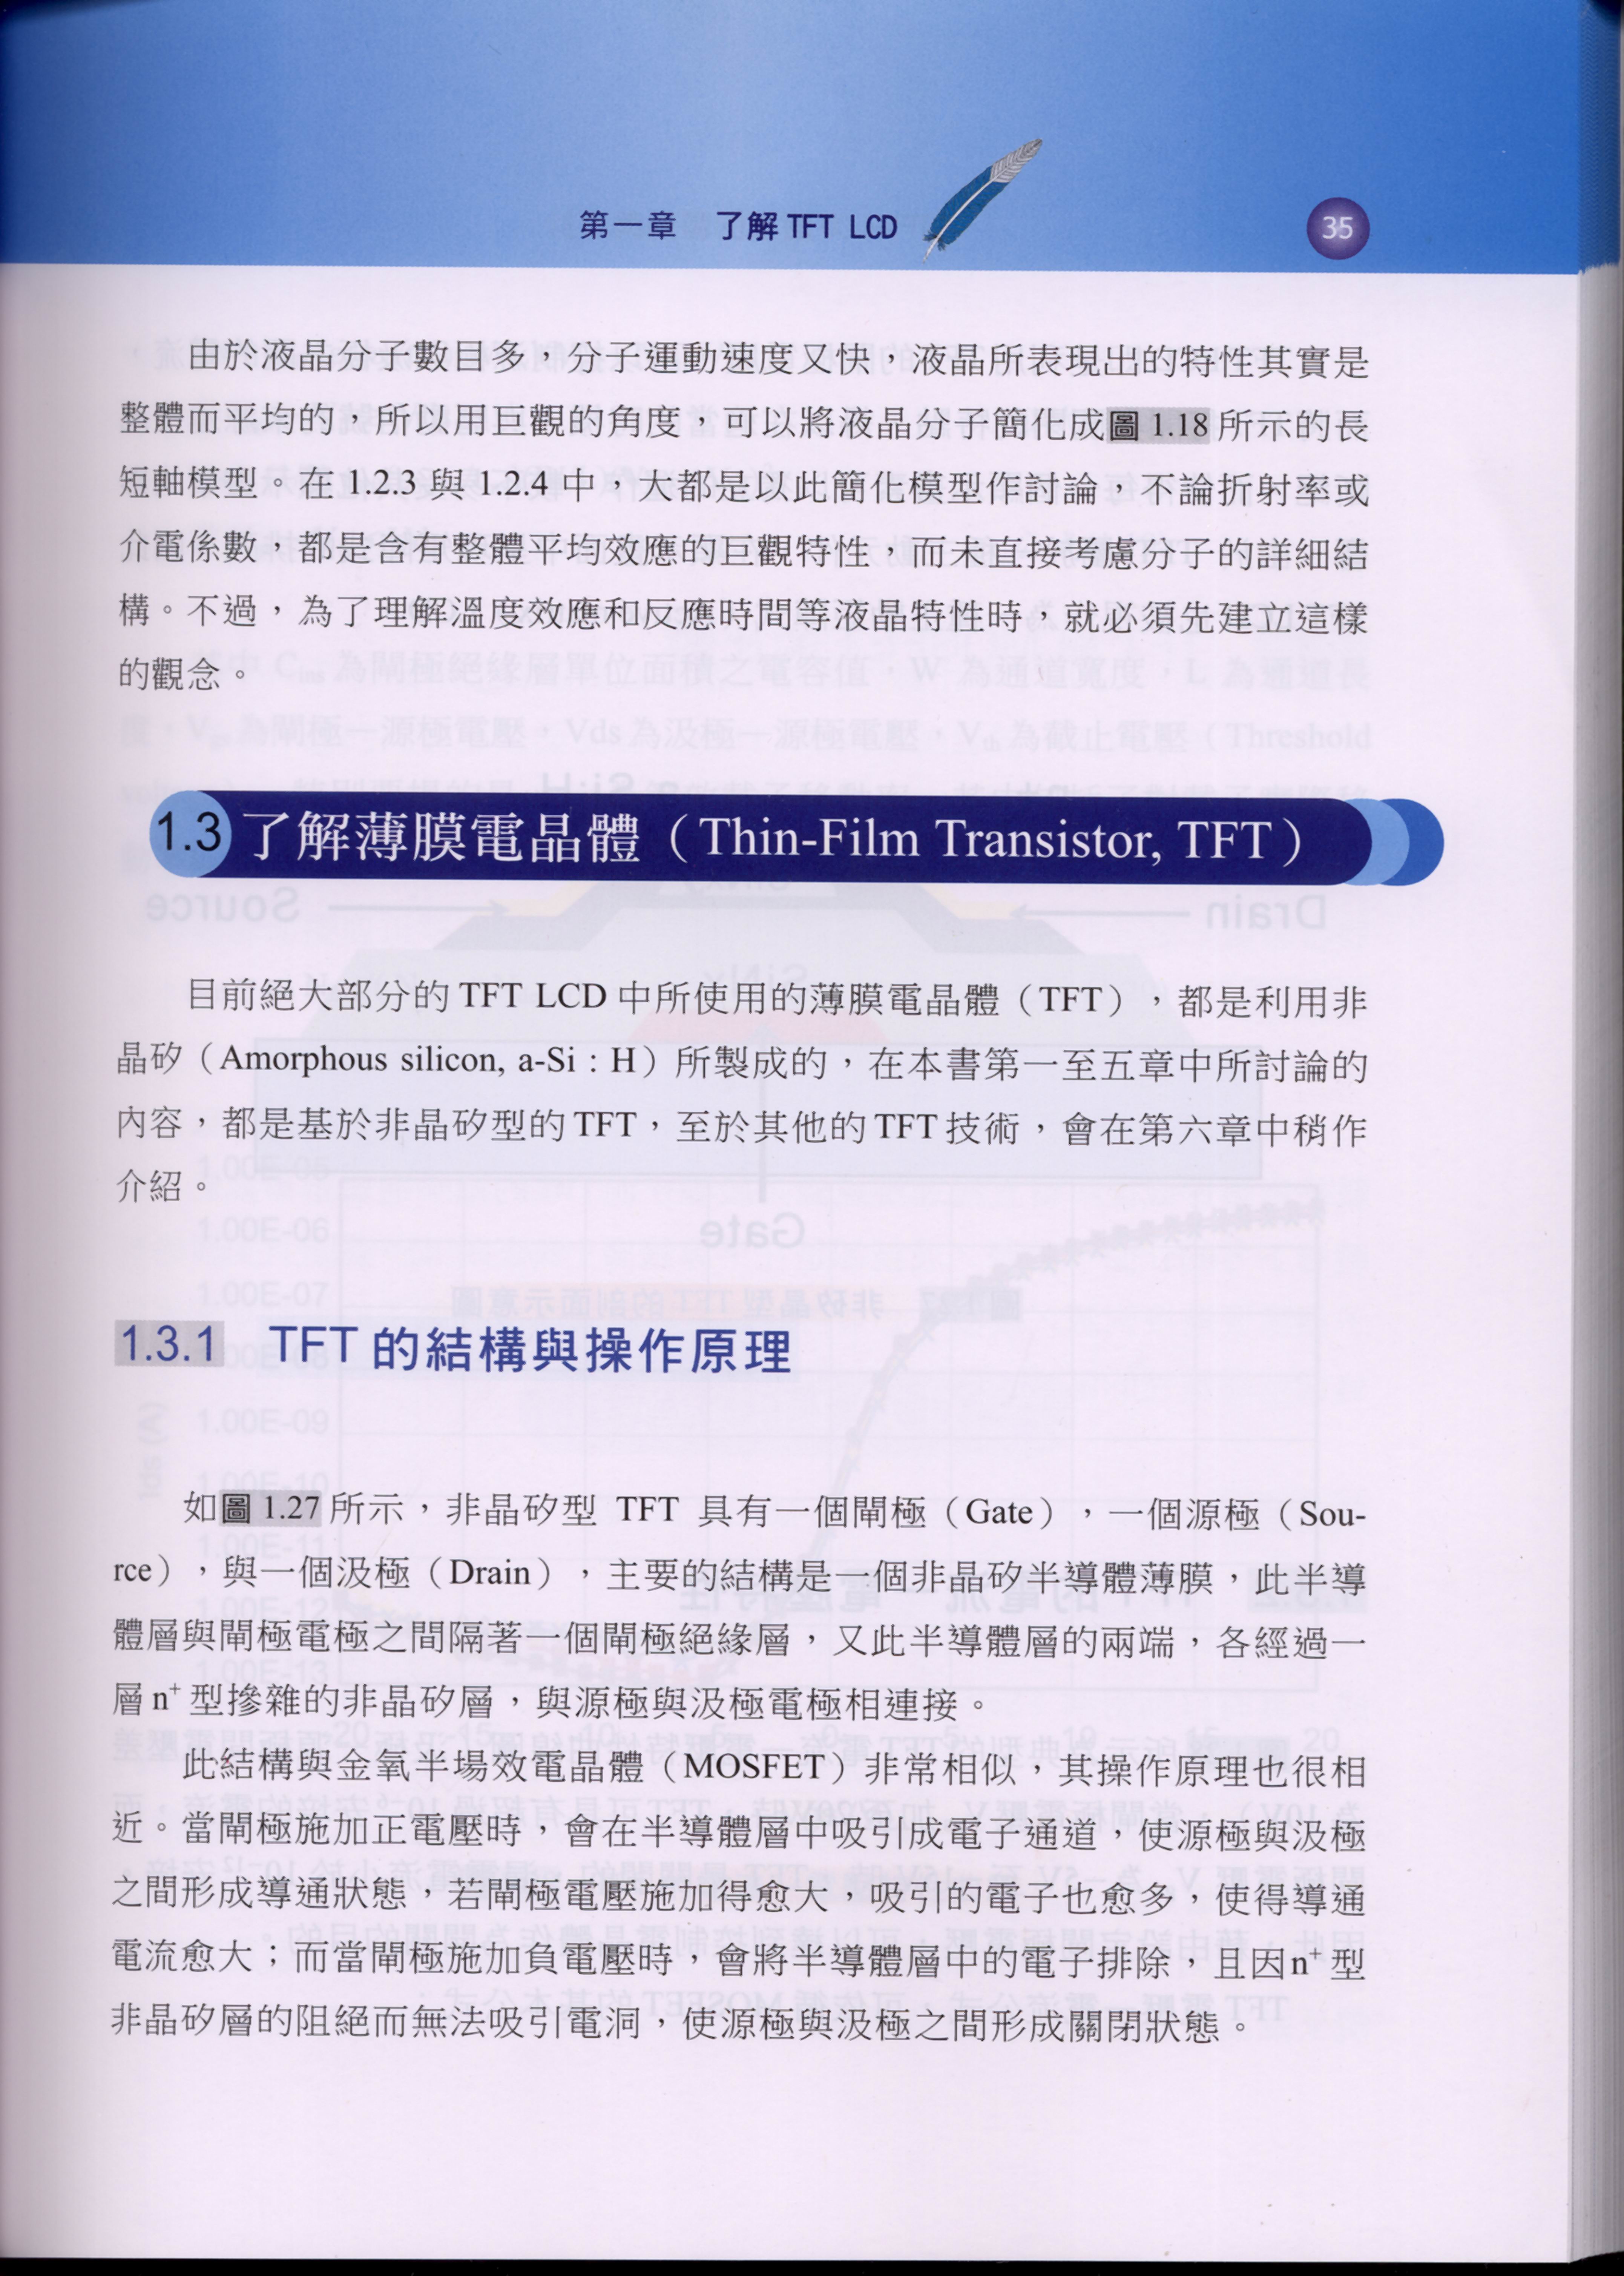 第一章 了解 TFT LCD
35
由於液晶分子數目多，分子運動速度又快，液晶所表現出的特性其實是
整體而平均的，所以用巨觀的角度，可以將液晶分子簡化成圖 1.18 所示的長
短軸模型。在 1.2.3 與 1.2.4 中，大都是以此簡化模型作討論，不論折射率或
介電係數，都是含有整體平均效應的巨觀特性，而未直接考慮分子的詳細結
構。不過，為了理解溫度效應和反應時間等液晶特性時，就必須先建立這樣
的觀念。
1.3 了解薄膜電晶體（Thin-Film Transistor, TFT）
目前絕大部分的 TFT LCD 中所使用的薄膜電晶體（TFT），都是利用非
晶矽（Amorphous silicon, a-Si：H）所製成的，在本書第一至五章中所討論的
內容，都是基於非晶矽型的 TFT，至於其他的 TFT 技術，會在第六章中稍作
介紹。
1.3.1 TFT 的結構與操作原理
如圖 1.27 所示，非晶矽型 TFT 具有一個閘極（Gate），一個源極（Sou-
rce），與一個汲極（Drain），主要的結構是一個非晶矽半導體薄膜，此半導
體層與閘極電極之間隔著一個閘極絕緣層，又此半導體層的兩端，各經過一
層 n⁺ 型摻雜的非晶矽層，與源極與汲極電極相連接。
此結構與金氧半場效電晶體（MOSFET）非常相似，其操作原理也很相
近。當閘極施加正電壓時，會在半導體層中吸引成電子通道，使源極與汲極
之間形成導通狀態，若閘極電壓施加得愈大，吸引的電子也愈多，使得導通
電流愈大；而當閘極施加負電壓時，會將半導體層中的電子排除，且因 n⁺ 型
非晶矽層的阻絕而無法吸引電洞，使源極與汲極之間形成關閉狀態。